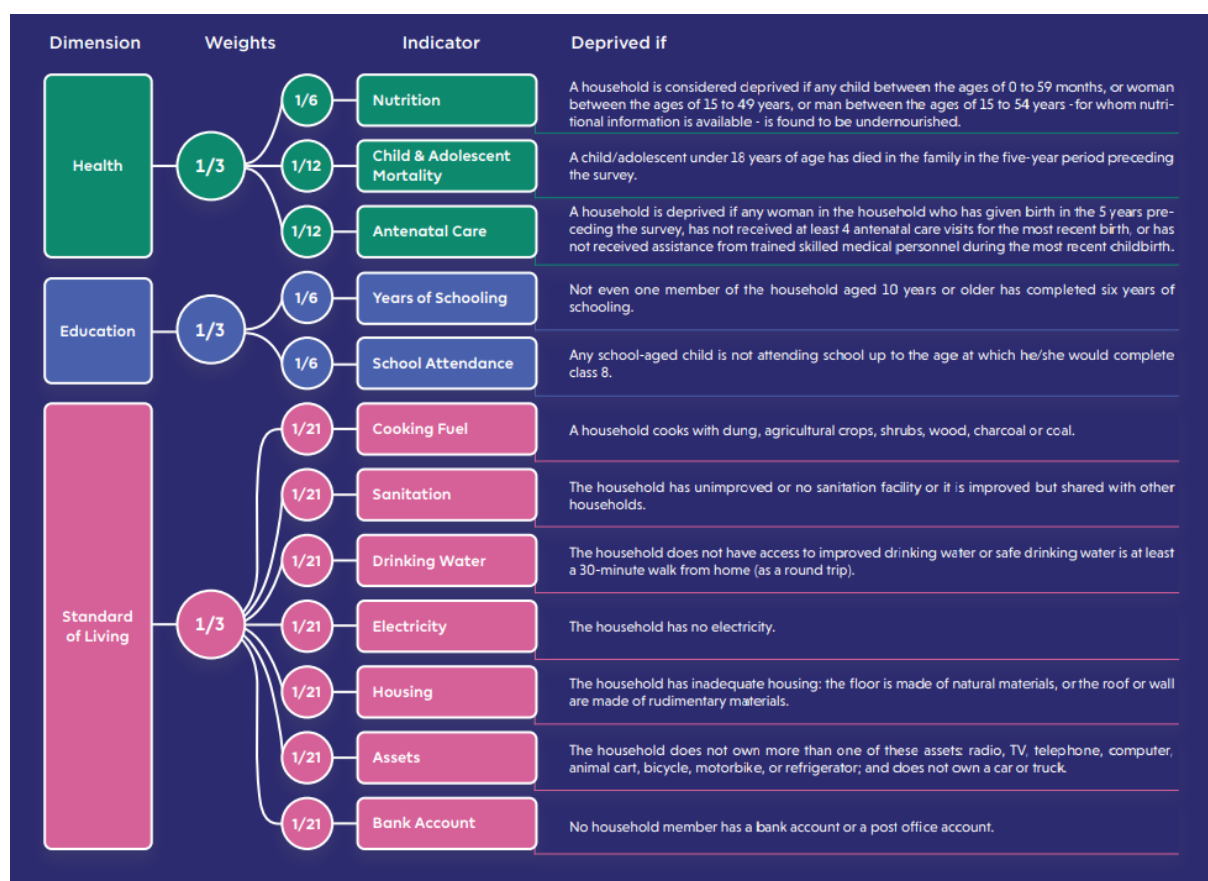 Dimension Weights Indicator Deprived if
Health
1/3
1/6
Nutrition
A household is considered deprived if any child between the ages of 0 to 59 months, or woman
between the ages of 15 to 49 years, or man between the ages of 15 to 54 years -for whom nutri-
tional information is available - is found to be undernourished.
1/12
Child & Adolescent
Mortality
A child/adolescent under 18 years of age has died in the family in the five-year period preceding
the survey.
1/12
Antenatal Care
A household is deprived if any woman in the household who has given birth in the 5 years pre-
ceding the survey, has not received at least 4 antenatal care visits for the most recent birth, or has
not received assistance from trained skilled medical personnel during the most recent childbirth.
Education
1/3
1/6
Years of Schooling
Not even one member of the household aged 10 years or older has completed six years of
schooling.
1/6
School Attendance
Any school-aged child is not attending school up to the age at which he/she would complete
class 8.
Standard
of Living
1/3
1/21
Cooking Fuel
A household cooks with dung, agricultural crops, shrubs, wood, charcoal or coal.
1/21
Sanitation
The household has unimproved or no sanitation facility or it is improved but shared with other
households.
1/21
Drinking Water
The household does not have access to improved drinking water or safe drinking water is at least
a 30-minute walk from home (as a round trip).
1/21
Electricity
The household has no electricity.
1/21
Housing
The household has inadequate housing: the floor is made of natural materials, or the roof or wall
are made of rudimentary materials.
1/21
Assets
The household does not own more than one of these assets: radio, TV, telephone, computer,
animal cart, bicycle, motorbike, or refrigerator; and does not own a car or truck.
1/21
Bank Account
No household member has a bank account or a post office account.